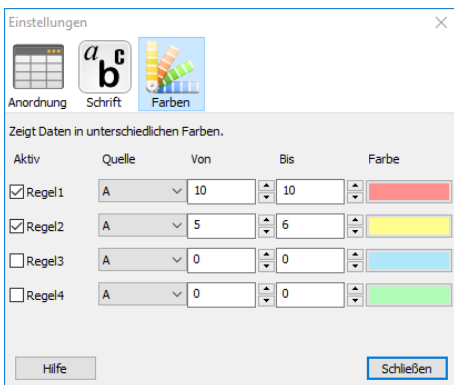 Einstellungen
a c b
Anordnung Schrift Farben
Zeigt Daten in unterschiedlichen Farben.
Aktiv Quelle Von Bis Farbe
Regel1 A 10 10
Regel2 A 5 6
Regel3 A 0 0
Regel4 A 0 0
Hilfe Schließen